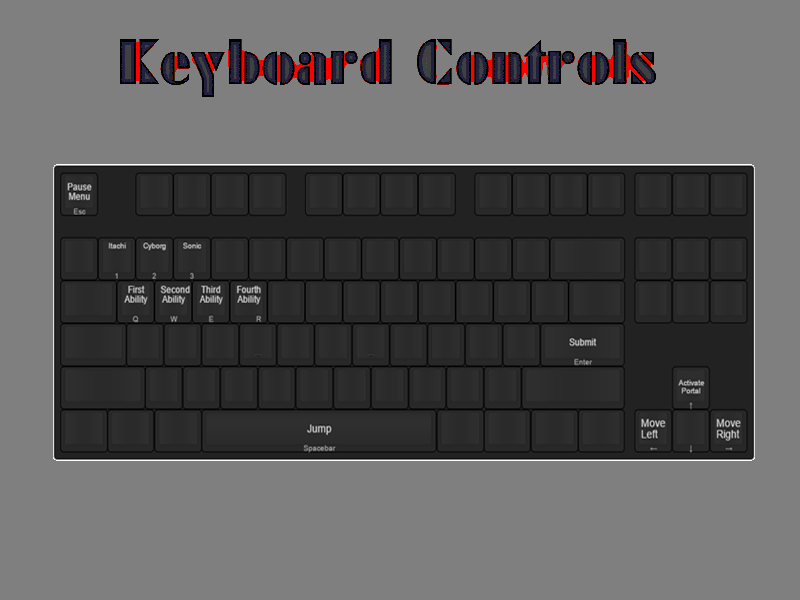 Keyboard Controls
Pause
Menu
Esc
Itachi
1
Cyborg
2
Sonic
3
First
Ability
Q
Second
Ability
W
Third
Ability
E
Fourth
Ability
R
Submit
Enter
Activate
Portal
↑
Jump
Spacebar
Move
Left
←
↓
Move
Right
→